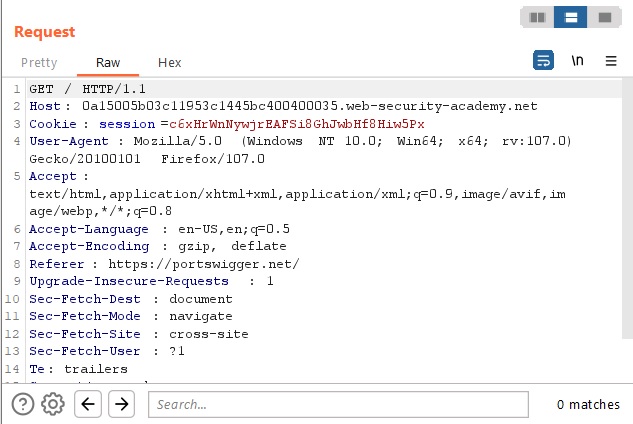 Request
Pretty Raw Hex
\n
1 GET / HTTP/1.1
2 Host: 0a15005b03c11953c1445bc400400035.web-security-academy.net
3 Cookie: session=c6xHrWnNywjrEAFSi8GhJwbHf8Hiw5Px
4 User-Agent: Mozilla/5.0 (Windows NT 10.0; Win64; x64; rv:107.0)
Gecko/20100101 Firefox/107.0
5 Accept:
text/html,application/xhtml+xml,application/xml;q=0.9,image/avif,im
age/webp,*/*;q=0.8
6 Accept-Language: en-US,en;q=0.5
7 Accept-Encoding: gzip, deflate
8 Referer: https://portswigger.net/
9 Upgrade-Insecure-Requests: 1
10 Sec-Fetch-Dest: document
11 Sec-Fetch-Mode: navigate
12 Sec-Fetch-Site: cross-site
13 Sec-Fetch-User: ?1
14 Te: trailers
Search...
0 matches